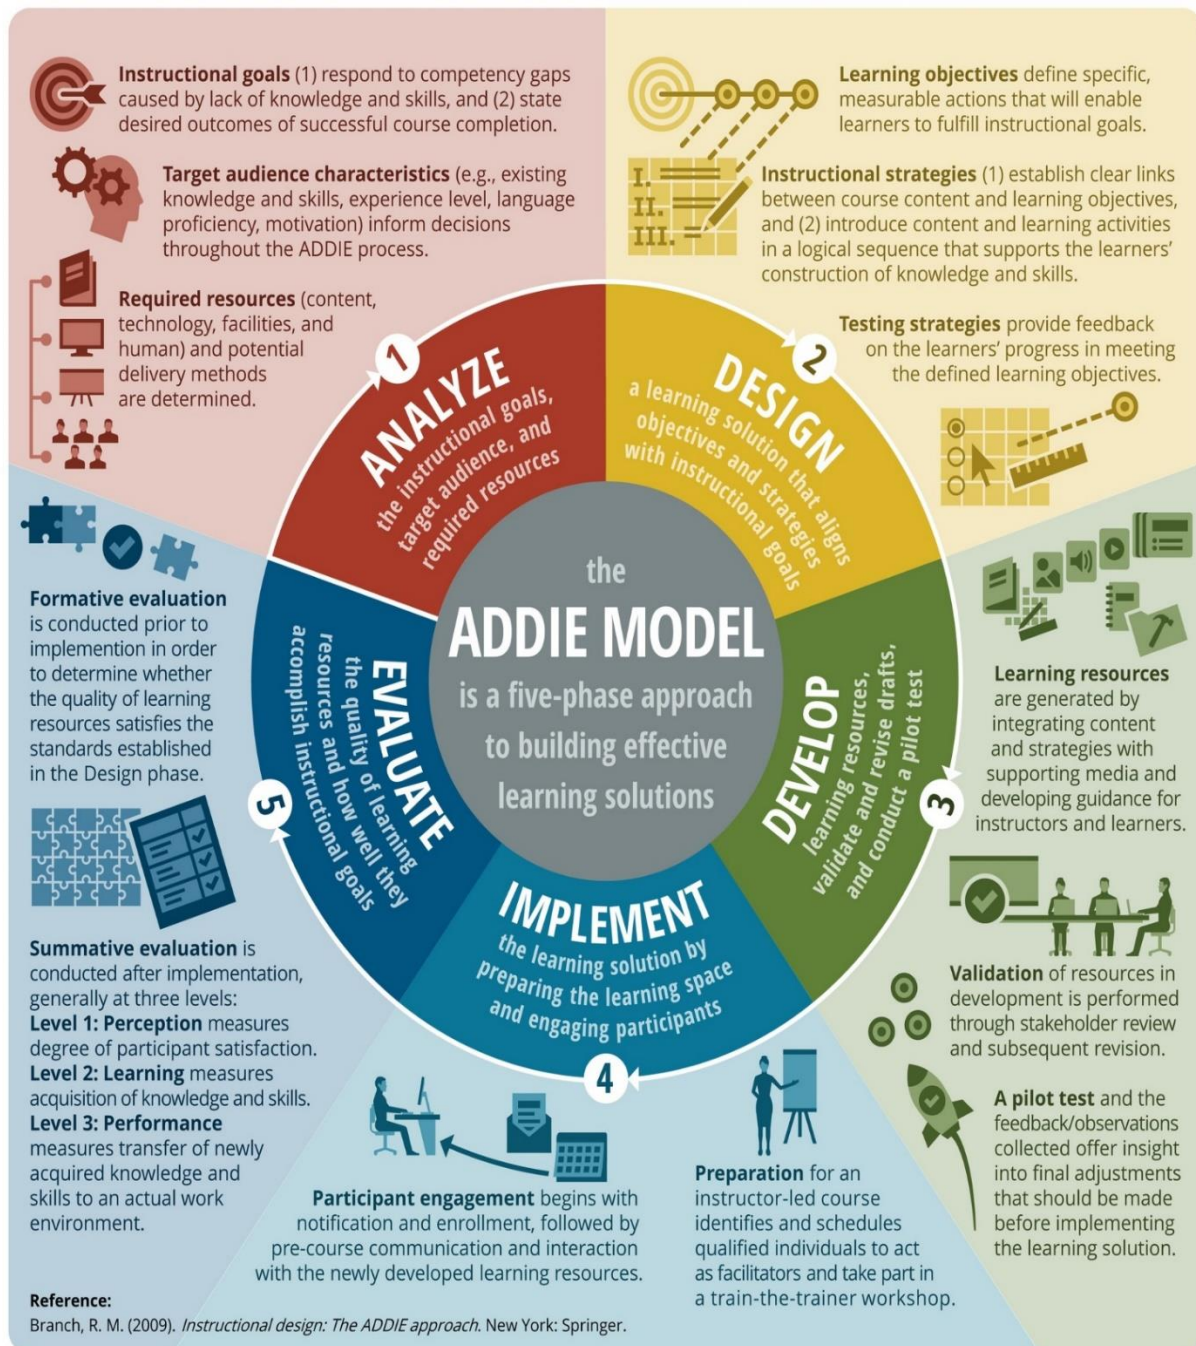 Instructional goals (1) respond to competency gaps
caused by lack of knowledge and skills, and (2) state
desired outcomes of successful course completion.
Target audience characteristics (e.g., existing
knowledge and skills, experience level, language
proficiency, motivation) inform decisions
throughout the ADDIE process.
Required resources (content,
technology, facilities, and
human) and potential
delivery methods
are determined.
Learning objectives define specific,
measurable actions that will enable
learners to fulfill instructional goals.
I.
II.
III.
Instructional strategies (1) establish clear links
between course content and learning objectives,
and (2) introduce content and learning activities
in a logical sequence that supports the learners'
construction of knowledge and skills.
Testing strategies provide feedback
on the learners' progress in meeting
the defined learning objectives.
1
ANALYZE
the instructional goals,
target audience, and
required resources
2
DESIGN
a learning solution that aligns
objectives and strategies
with instructional goals
the
ADDIE MODEL
is a five-phase approach
to building effective
learning solutions
3
DEVELOP
learning resources,
validate and revise drafts,
and conduct a pilot test
4
IMPLEMENT
the learning solution by
preparing the learning space
and engaging participants
5
EVALUATE
the quality of learning
resources and how well they
accomplish instructional goals
Learning resources
are generated by
integrating content
and strategies with
supporting media and
developing guidance for
instructors and learners.
Validation of resources in
development is performed
through stakeholder review
and subsequent revision.
A pilot test and the
feedback/observations
collected offer insight
into final adjustments
that should be made
before implementing
the learning solution.
Preparation for an
instructor-led course
identifies and schedules
qualified individuals to act
as facilitators and take part in
a train-the-trainer workshop.
Participant engagement begins with
notification and enrollment, followed by
pre-course communication and interaction
with the newly developed learning resources.
Formative evaluation
is conducted prior to
implemention in order
to determine whether
the quality of learning
resources satisfies the
standards established
in the Design phase.
Summative evaluation is
conducted after implementation,
generally at three levels:
Level 1: Perception measures
degree of participant satisfaction.
Level 2: Learning measures
acquisition of knowledge and skills.
Level 3: Performance
measures transfer of newly
acquired knowledge and
skills to an actual work
environment.
Reference:
Branch, R. M. (2009). Instructional design: The ADDIE approach. New York: Springer.